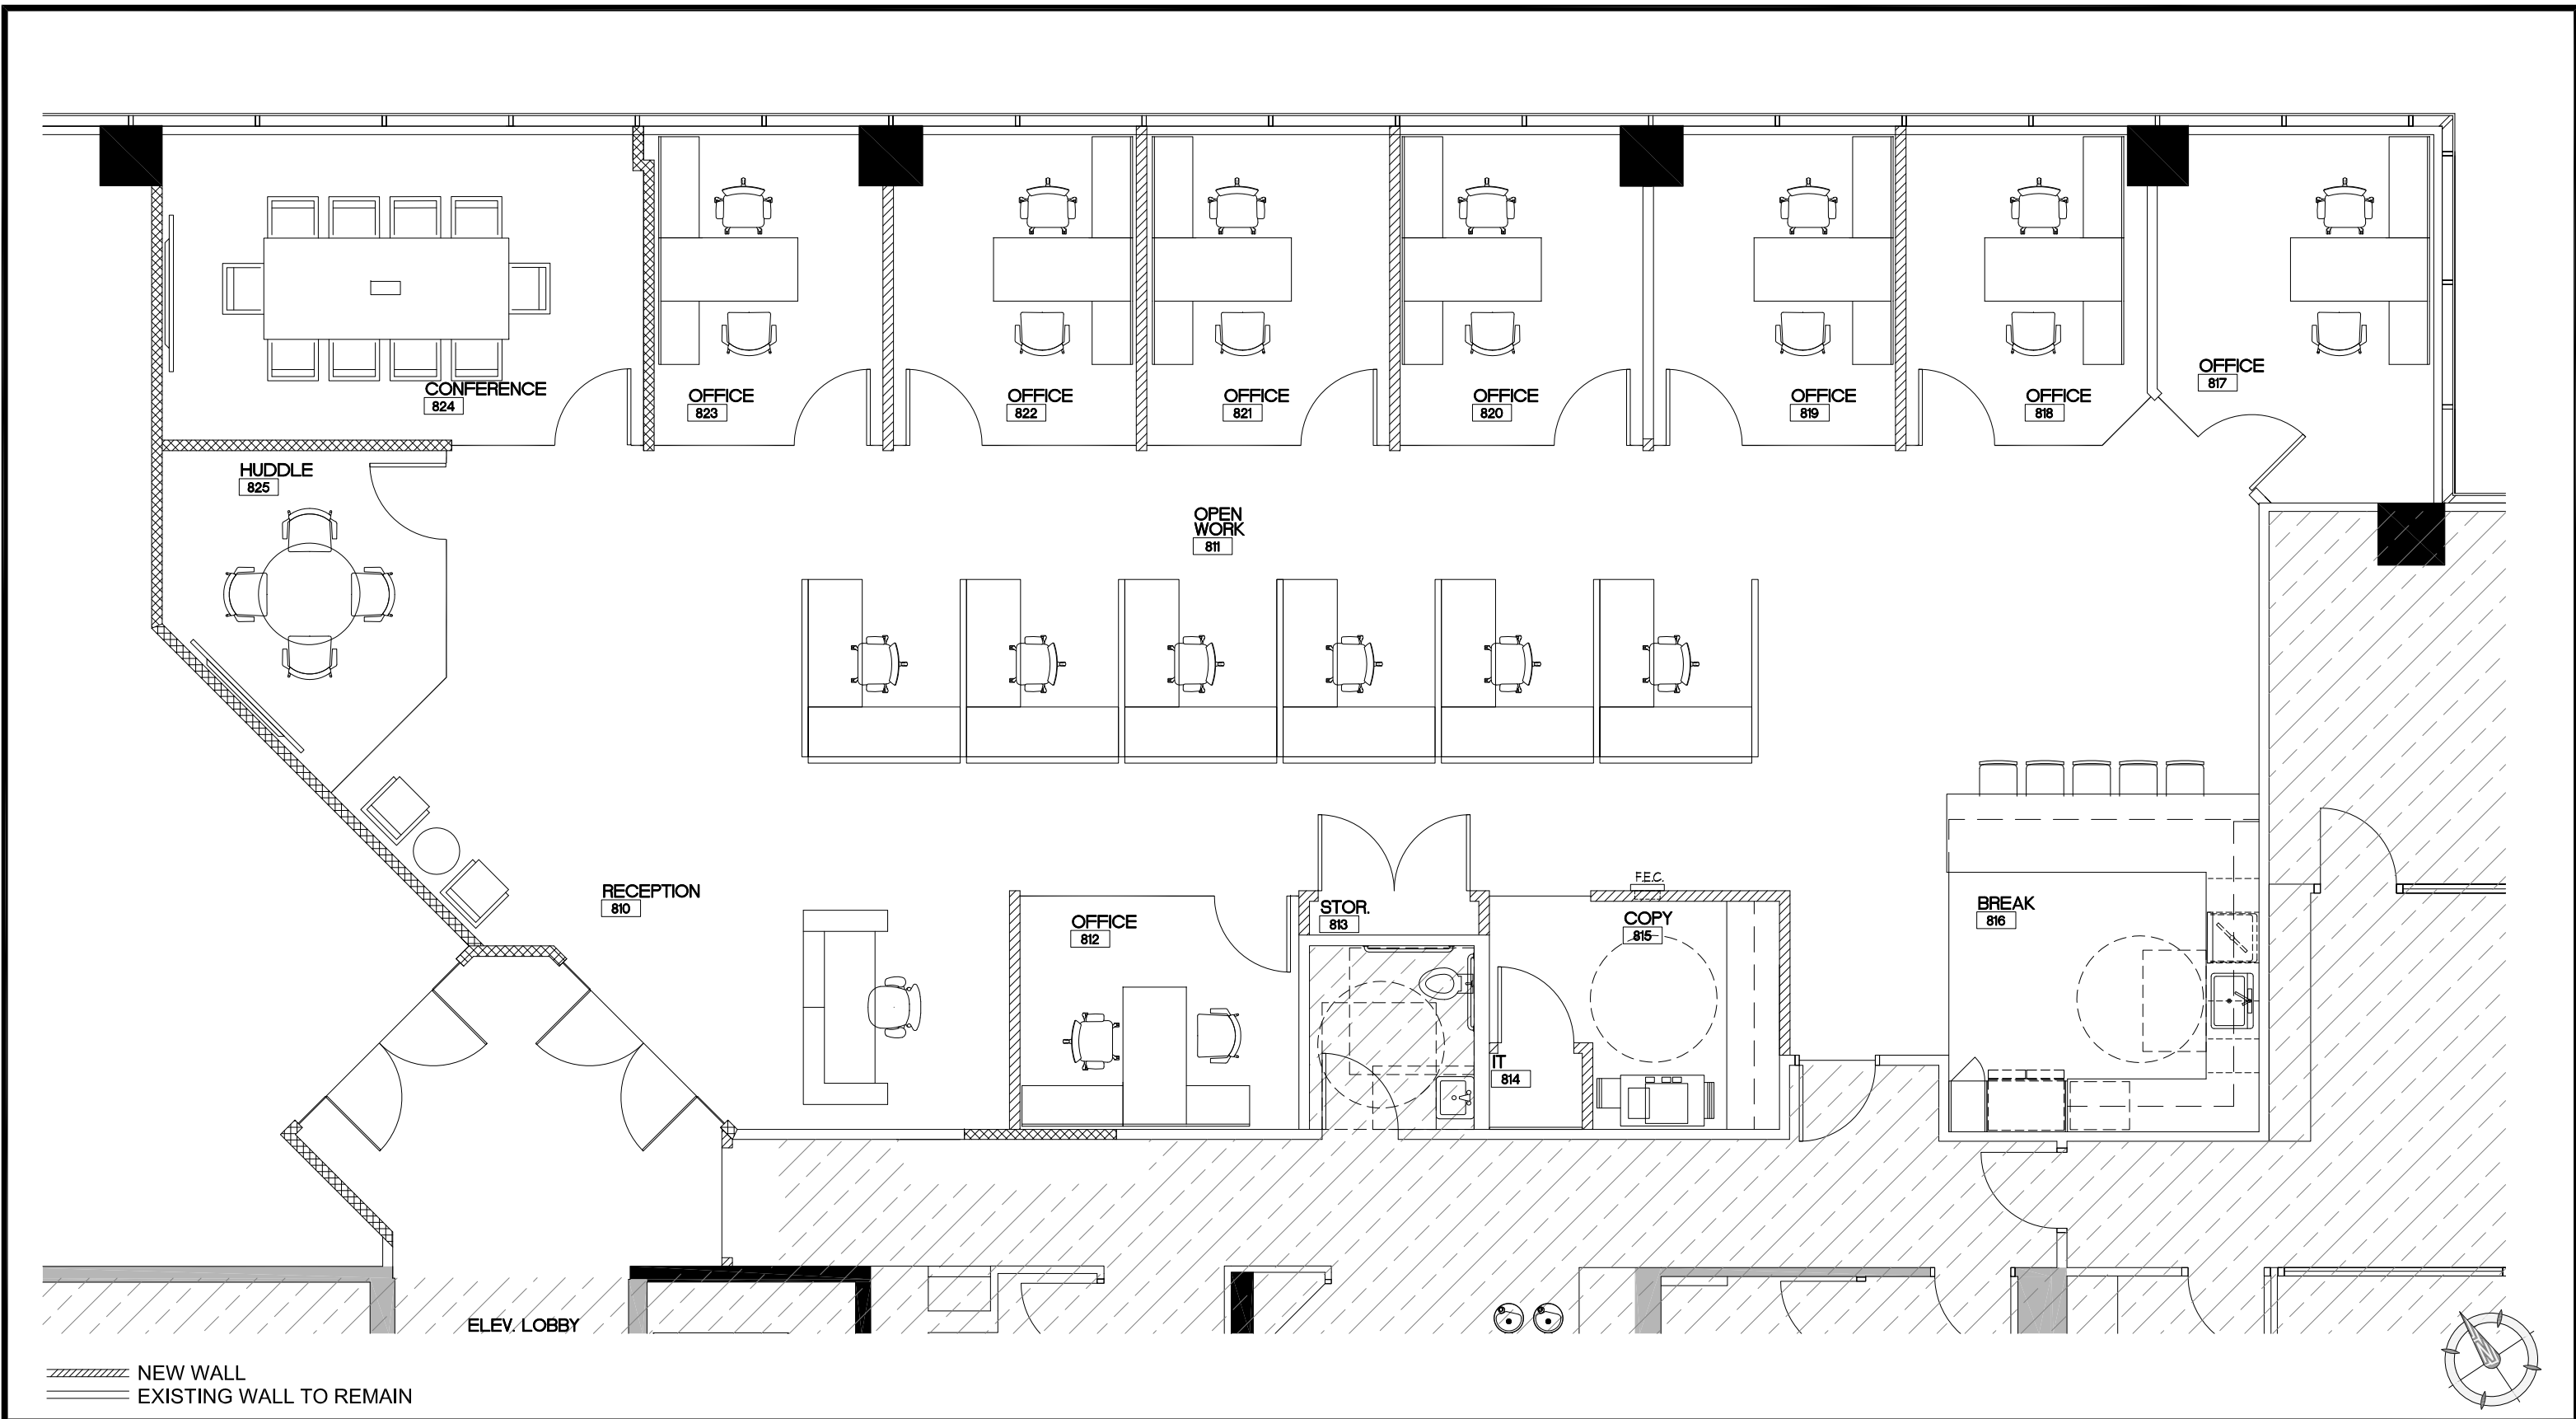 CONFERENCE
824
OFFICE
823
OFFICE
822
OFFICE
821
OFFICE
820
OFFICE
819
OFFICE
818
OFFICE
817
HUDDLE
825
OPEN
WORK
811
RECEPTION
810
OFFICE
812
STOR.
813
F.E.C.
COPY
815
IT
814
BREAK
816
ELEV. LOBBY
NEW WALL
EXISTING WALL TO REMAIN
N